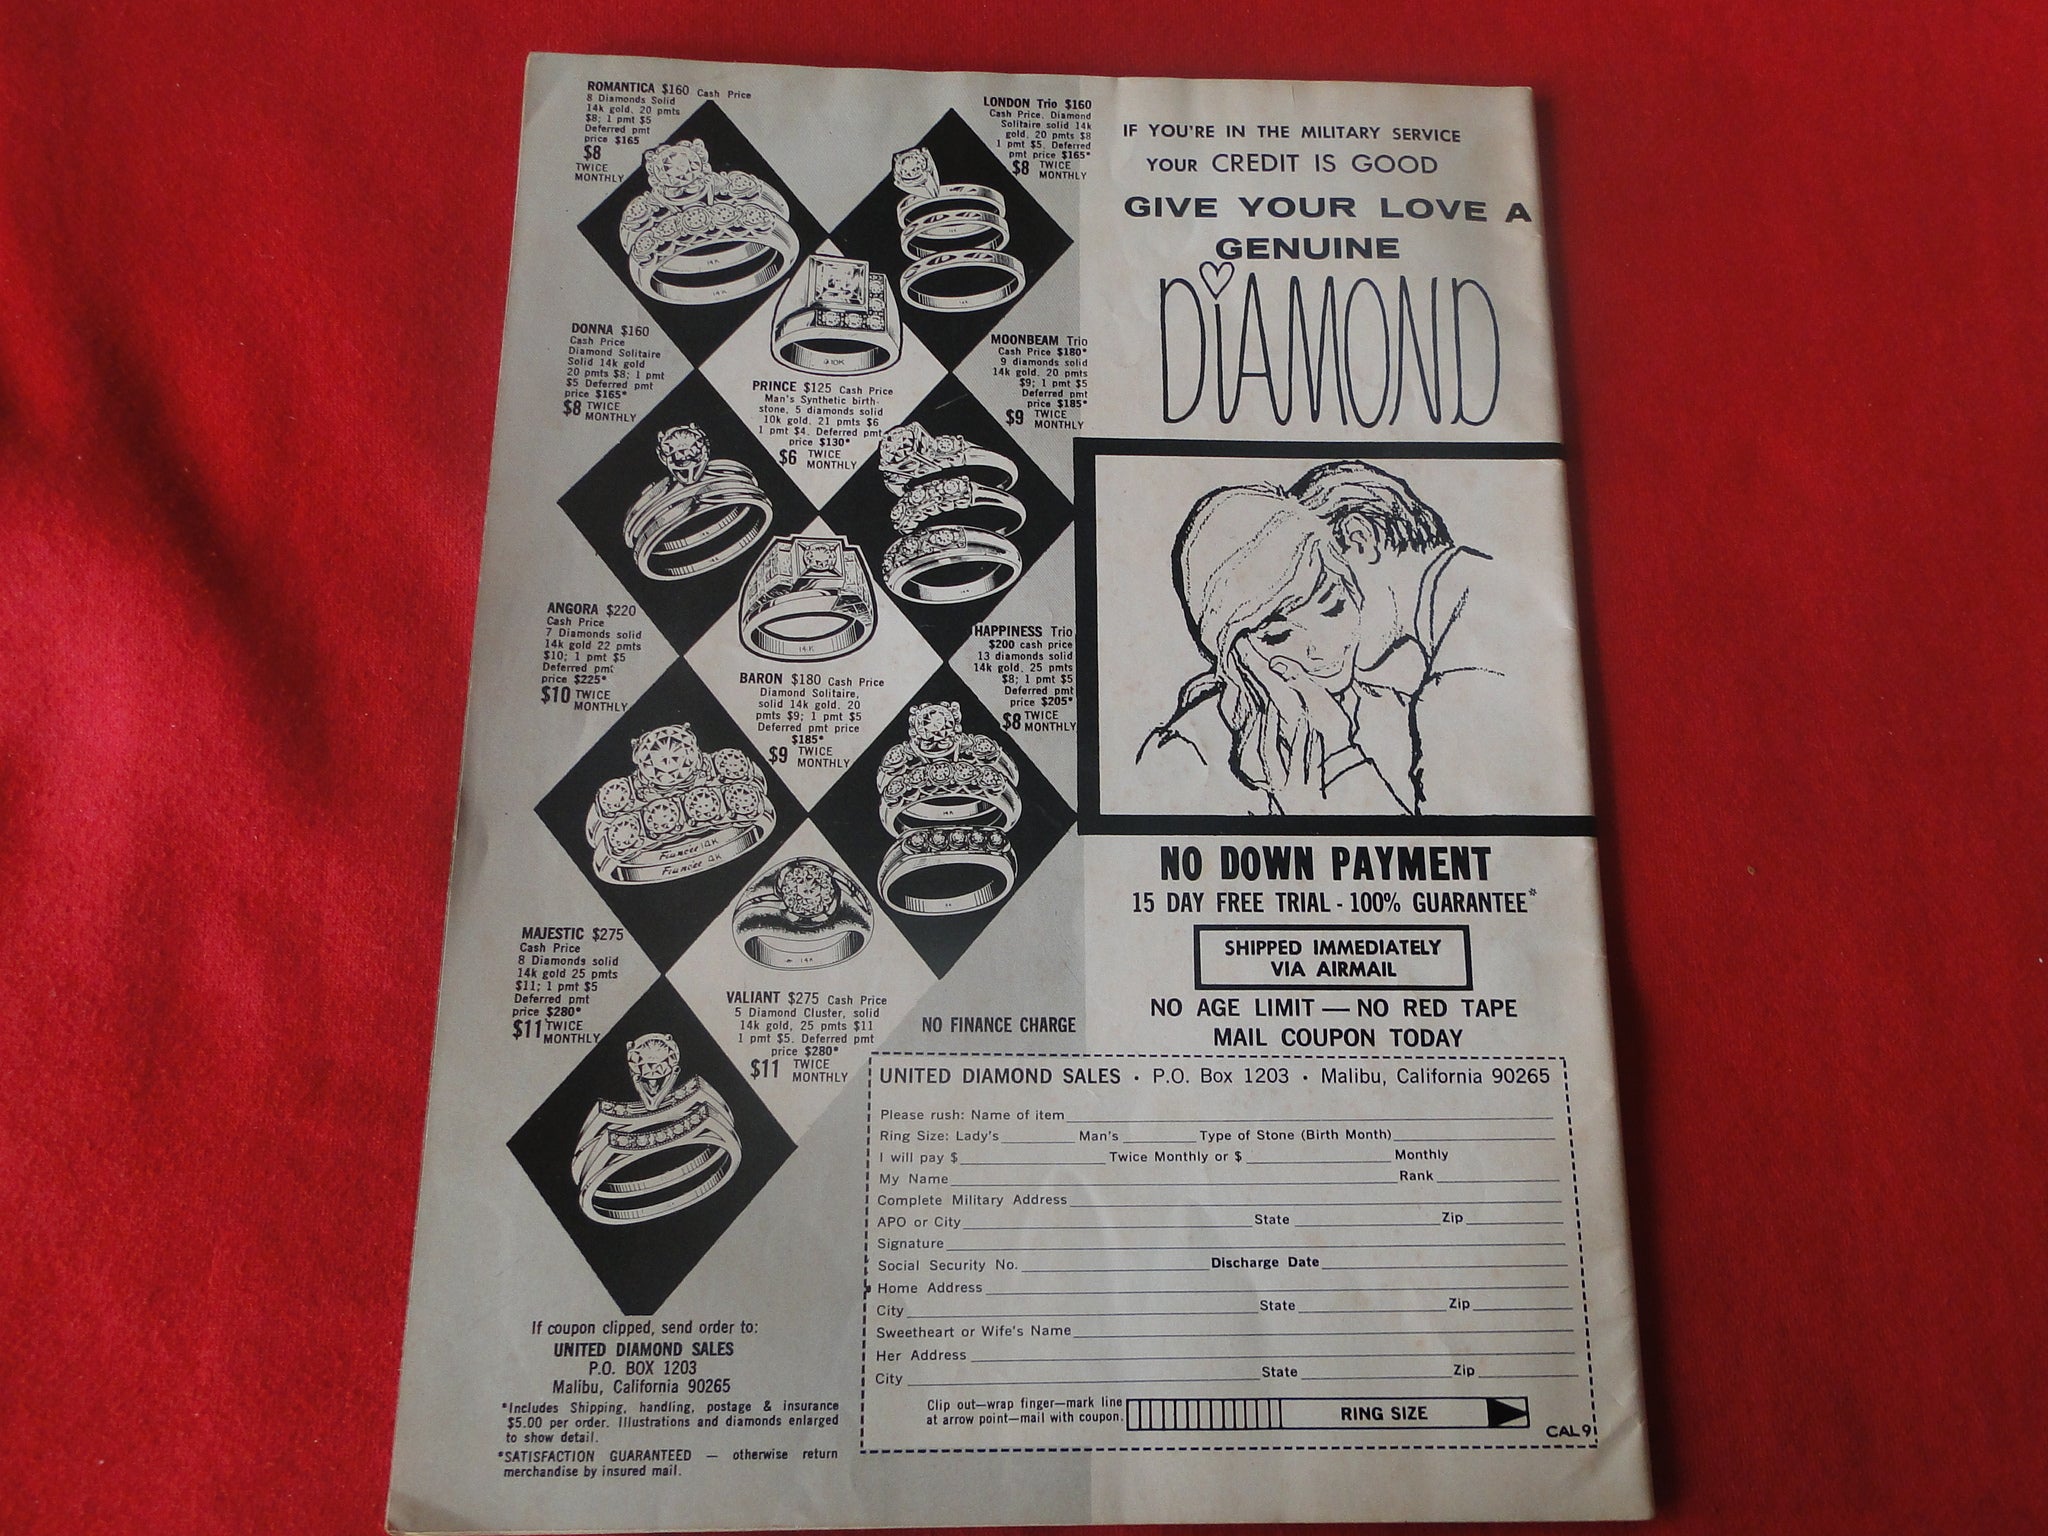 ROMANTICA $160 Cash Price
8 Diamonds Solid
14k gold. 20 pmts
$8; 1 pmt $5
Deferred pmt
price $165
$8
TWICE
MONTHLY
LONDON Trio $160
Cash Price. Diamond
Solitaire solid 14k
gold. 20 pmts $8
1 pmt $5. Deferred
pmt price $165*
$8 TWICE
MONTHLY
DONNA $160
Cash Price
Diamond Solitaire
Solid 14k gold
20 pmts $8; 1 pmt
$5 Deferred pmt
price $165*
$8 TWICE
MONTHLY
PRINCE $125 Cash Price
Man's Synthetic birth-
stone, 5 diamonds solid
10k gold. 21 pmts $6
1 pmt $4. Deferred pmt
price $130*
$6 TWICE
MONTHLY
MOONBEAM Trio
Cash Price $180*
9 diamonds solid
14k gold. 20 pmts
$9; 1 pmt $5
Deferred pmt
price $185*
$9 TWICE
MONTHLY
ANGORA $220
Cash Price
7 Diamonds solid
14k gold 22 pmts
$10; 1 pmt $5
Deferred pmt
price $225*
$10 TWICE
MONTHLY
BARON $180 Cash Price
Diamond Solitaire,
solid 14k gold. 20
pmts $9; 1 pmt $5
Deferred pmt price
$185*
$9 TWICE
MONTHLY
HAPPINESS Trio
$200 cash price
13 diamonds solid
14k gold. 25 pmts
$8; 1 pmt $5
Deferred pmt
price $205*
$8 TWICE
MONTHLY
MAJESTIC $275
Cash Price
8 Diamonds solid
14k gold 25 pmts
$11; 1 pmt $5
Deferred pmt
price $280*
$11 TWICE
MONTHLY
VALIANT $275 Cash Price
5 Diamond Cluster, solid
14k gold, 25 pmts $11
1 pmt $5. Deferred pmt
price $280*
$11 TWICE
MONTHLY
14K
14K
10K
14K
Fiancée 14K
Fiancée 14K
14K
NO FINANCE CHARGE
IF YOU'RE IN THE MILITARY SERVICE
YOUR CREDIT IS GOOD
GIVE YOUR LOVE A
GENUINE
DIAMOND
NO DOWN PAYMENT
15 DAY FREE TRIAL - 100% GUARANTEE*
SHIPPED IMMEDIATELY
VIA AIRMAIL
NO AGE LIMIT — NO RED TAPE
MAIL COUPON TODAY
UNITED DIAMOND SALES • P.O. Box 1203 • Malibu, California 90265
Please rush: Name of item
Ring Size: Lady's Man's Type of Stone (Birth Month)
I will pay $ Twice Monthly or $ Monthly
My Name Rank
Complete Military Address
APO or City State Zip
Signature
Social Security No. Discharge Date
Home Address
City State Zip
Sweetheart or Wife's Name
Her Address
City State Zip
Clip out—wrap finger—mark line
at arrow point—mail with coupon.
RING SIZE
CAL 9
If coupon clipped, send order to:
UNITED DIAMOND SALES
P.O. BOX 1203
Malibu, California 90265
*Includes Shipping, handling, postage & insurance
$5.00 per order. Illustrations and diamonds enlarged
to show detail.
*SATISFACTION GUARANTEED — otherwise return
merchandise by insured mail.